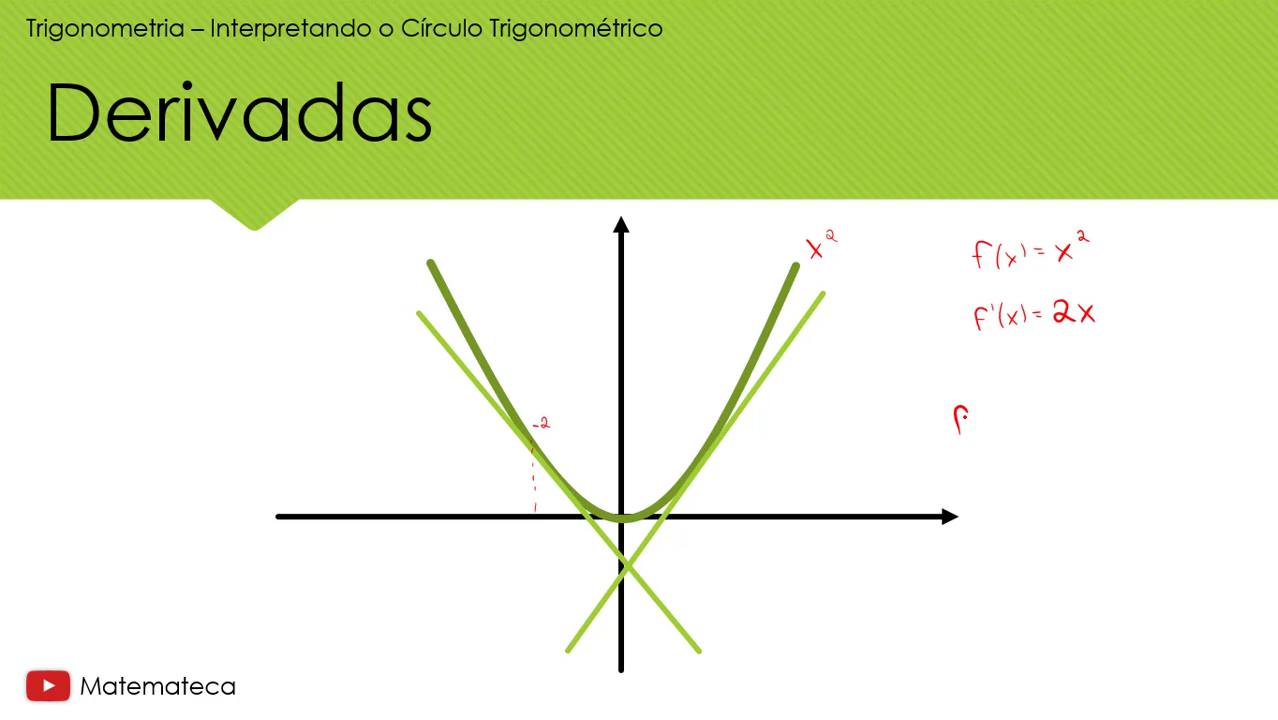 Trigonometria – Interpretando o Círculo Trigonométrico
Derivadas
x²
f(x) = x²
f'(x) = 2x
-2
f
Matemateca